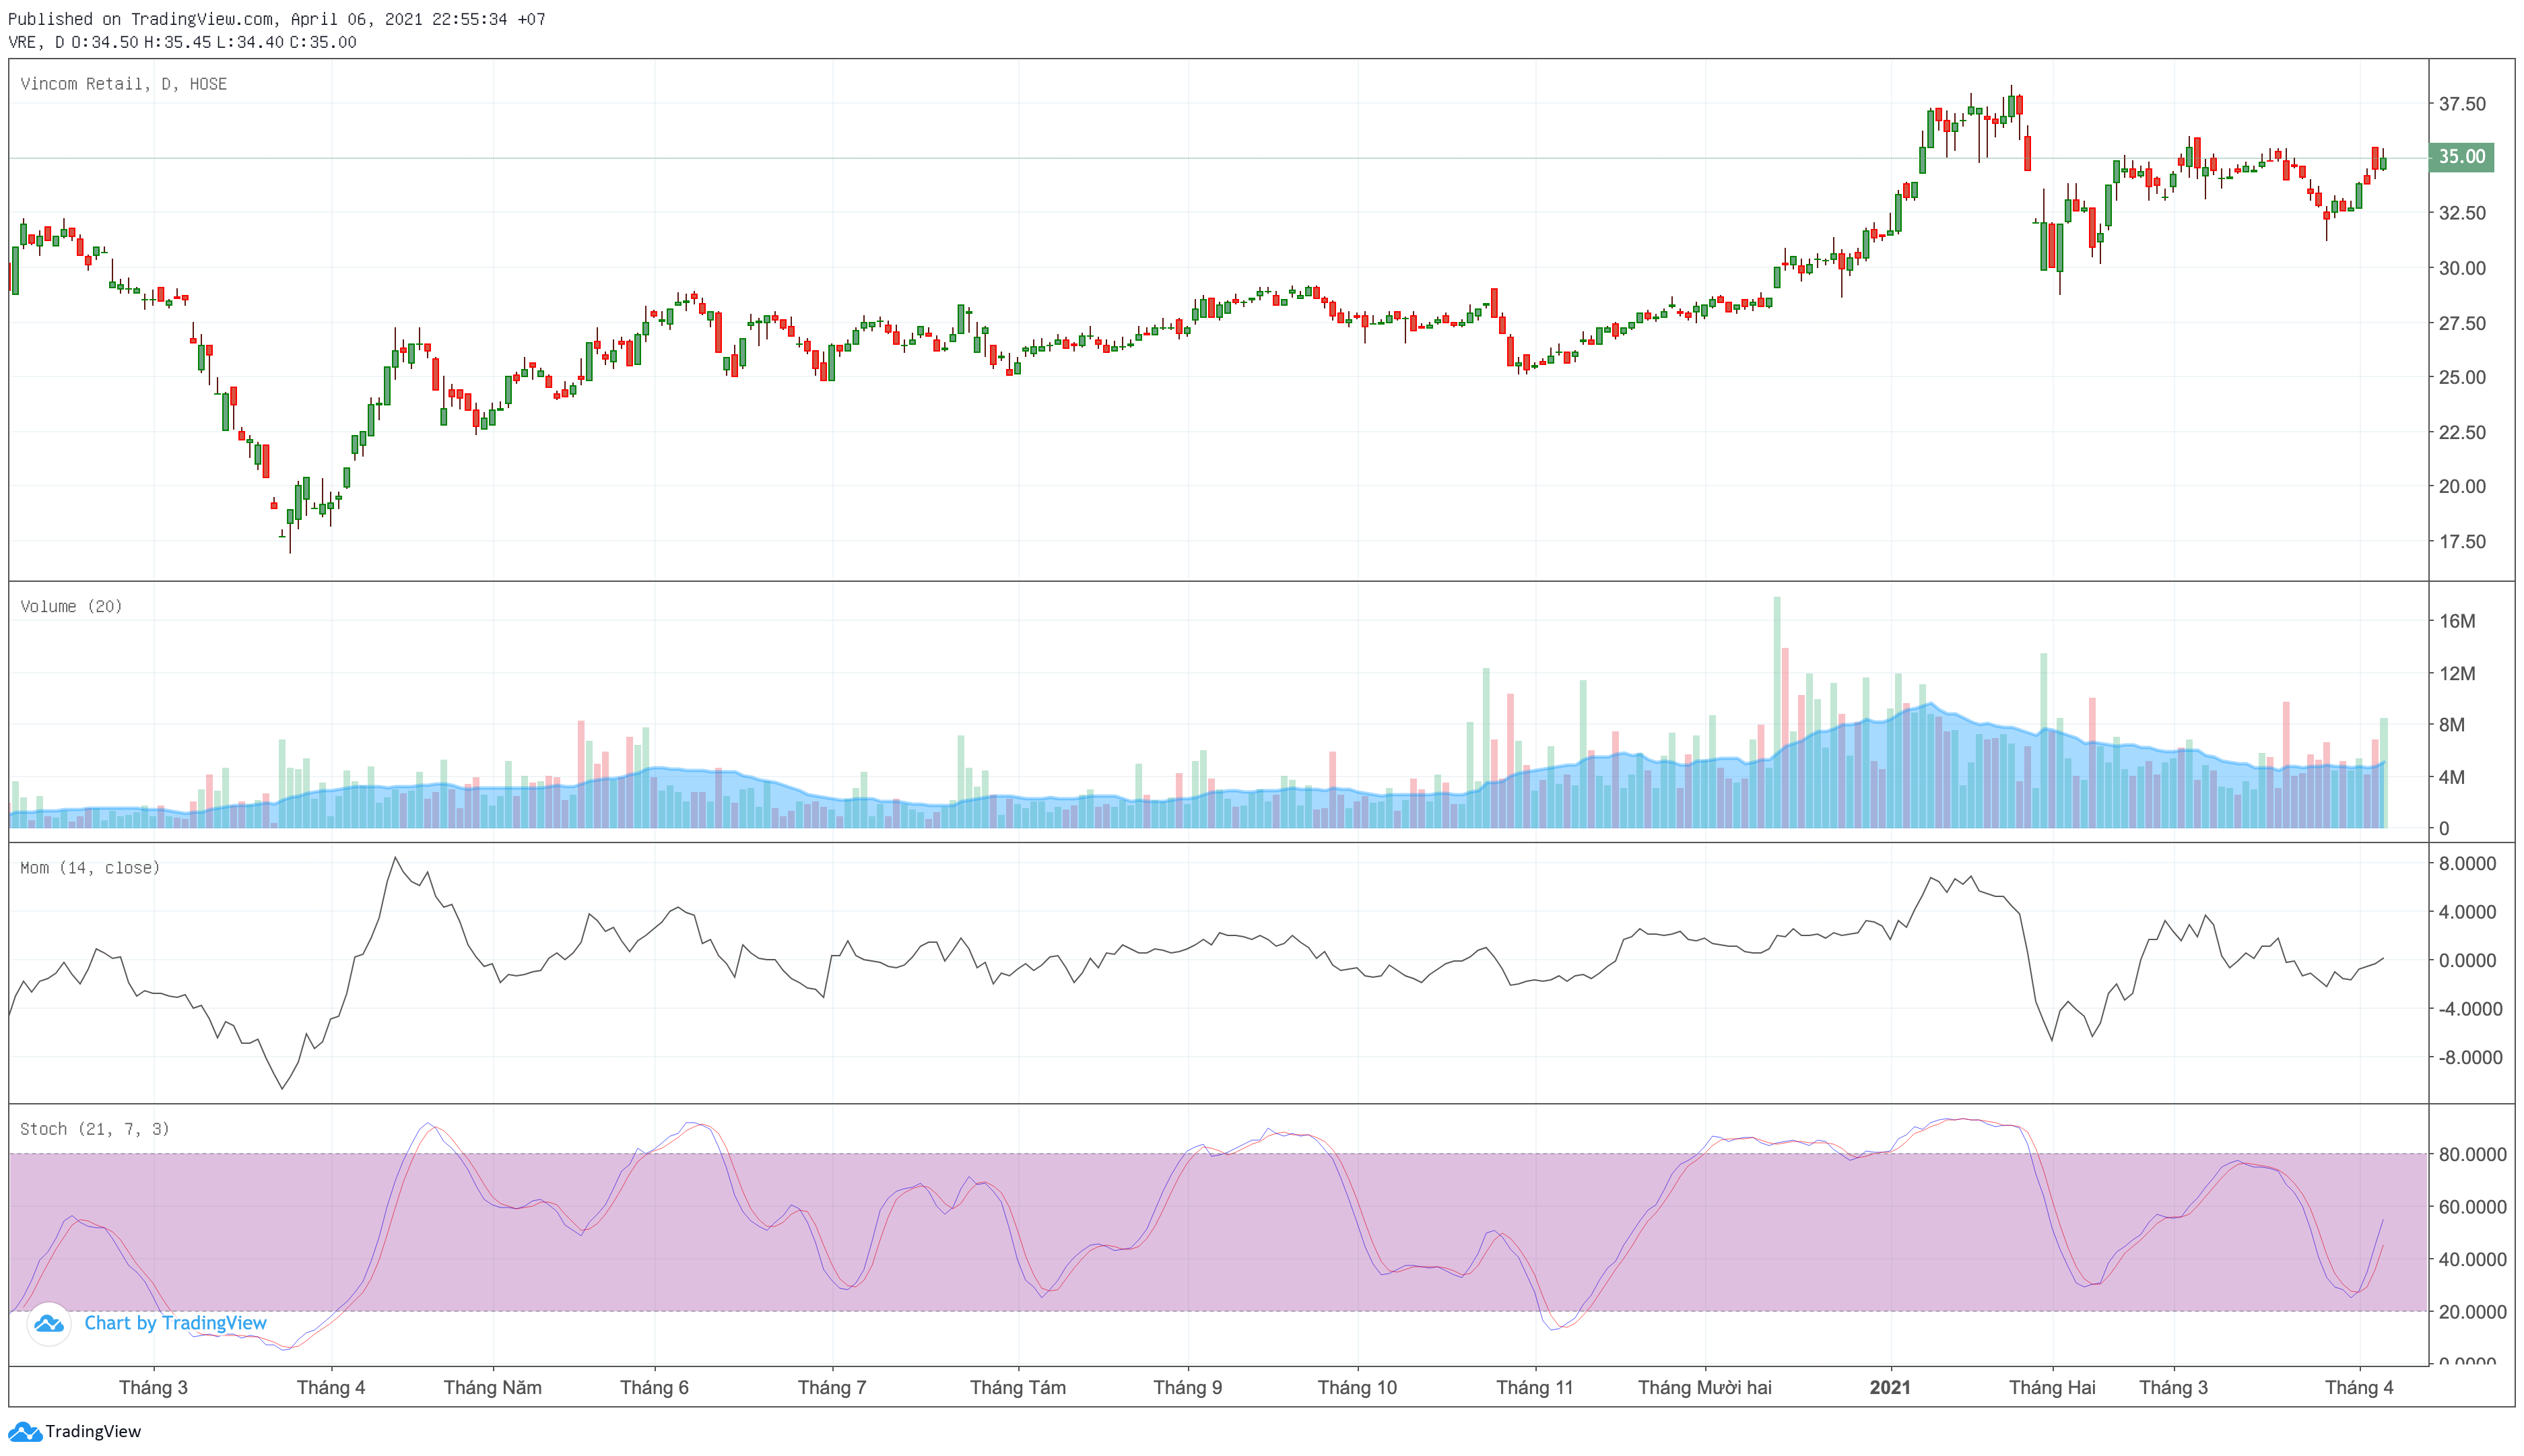 Published on TradingView.com, April 06, 2021 22:55:34 +07
VRE, D O:34.50 H:35.45 L:34.40 C:35.00
Vincom Retail, D, HOSE
37.50
35.00
32.50
30.00
27.50
25.00
22.50
20.00
17.50
Volume (20)
16M
12M
8M
4M
0
Mom (14, close)
8.0000
4.0000
0.0000
-4.0000
-8.0000
Stoch (21, 7, 3)
80.0000
60.0000
40.0000
20.0000
0.0000
Chart by TradingView
Tháng 3 Tháng 4 Tháng Năm Tháng 6 Tháng 7 Tháng Tám Tháng 9 Tháng 10 Tháng 11 Tháng Mười hai 2021 Tháng Hai Tháng 3 Tháng 4
TradingView